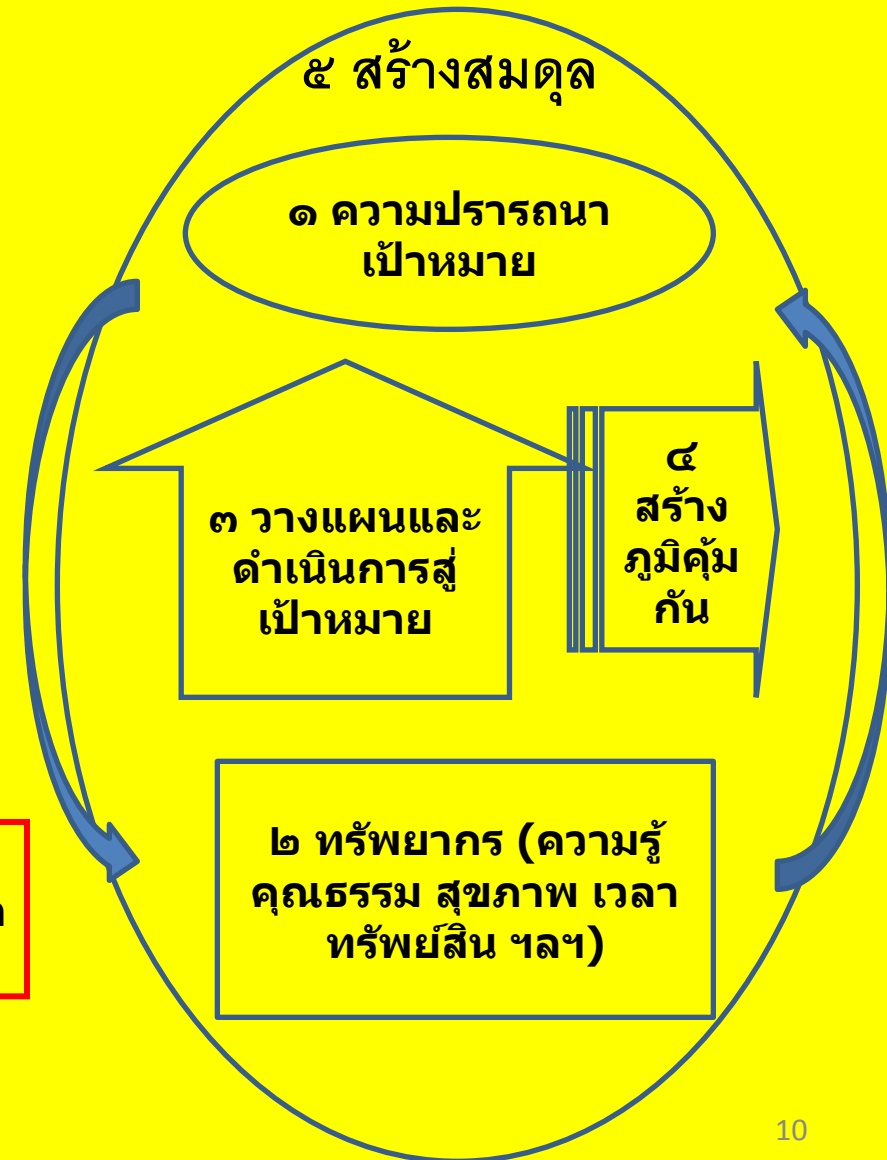 ๕ สร้างสมดุล
๑ ความปรารถนา
เป้าหมาย
๓ วางแผนและ
ดำเนินการสู่
เป้าหมาย
๔
สร้าง
ภูมิคุ้ม
กัน
๒ ทรัพยากร (ความรู้
คุณธรรม สุขภาพ เวลา
ทรัพย์สิน ฯลฯ)
10